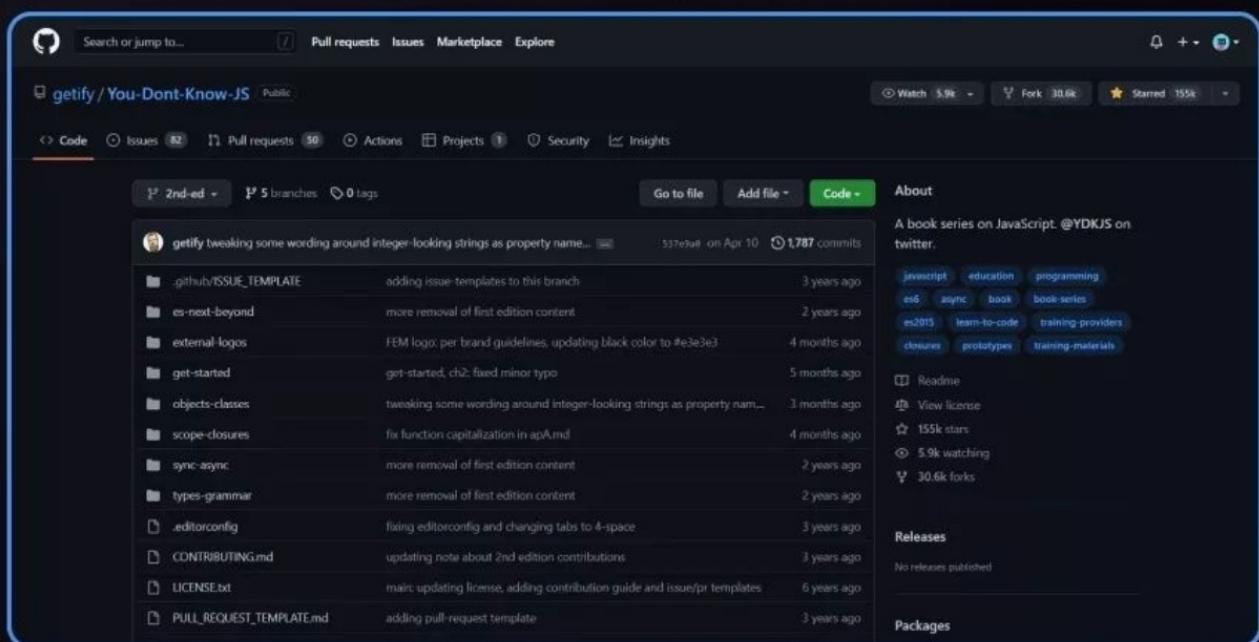 Search or jump to... / Pull requests Issues Marketplace Explore
getify / You-Dont-Know-JS Public Watch 5.9k Fork 30.6k Starred 155k
Code Issues 82 Pull requests 50 Actions Projects 1 Security Insights
2nd-ed 5 branches 0 tags Go to file Add file Code
getify tweaking some wording around integer-looking strings as property name... ... 537e3a8 on Apr 10 1,787 commits
.github/ISSUE_TEMPLATE adding issue-templates to this branch 3 years ago
es-next-beyond more removal of first edition content 2 years ago
external-logos FEM logo: per brand guidelines, updating black color to #e3e3e3 4 months ago
get-started get-started, ch2: fixed minor typo 5 months ago
objects-classes tweaking some wording around integer-looking strings as property nam... 3 months ago
scope-closures fix function capitalization in apA.md 4 months ago
sync-async more removal of first edition content 2 years ago
types-grammar more removal of first edition content 2 years ago
.editorconfig fixing editorconfig and changing tabs to 4-space 3 years ago
CONTRIBUTING.md updating note about 2nd edition contributions 3 years ago
LICENSE.txt main: updating license, adding contribution guide and issue/pr templates 6 years ago
PULL_REQUEST_TEMPLATE.md adding pull-request template 3 years ago
About
A book series on JavaScript. @YDKJS on
twitter.
javascript education programming
es6 async book book-series
es2015 learn-to-code training-providers
closures prototypes training-materials
Readme
View license
155k stars
5.9k watching
30.6k forks
Releases
No releases published
Packages